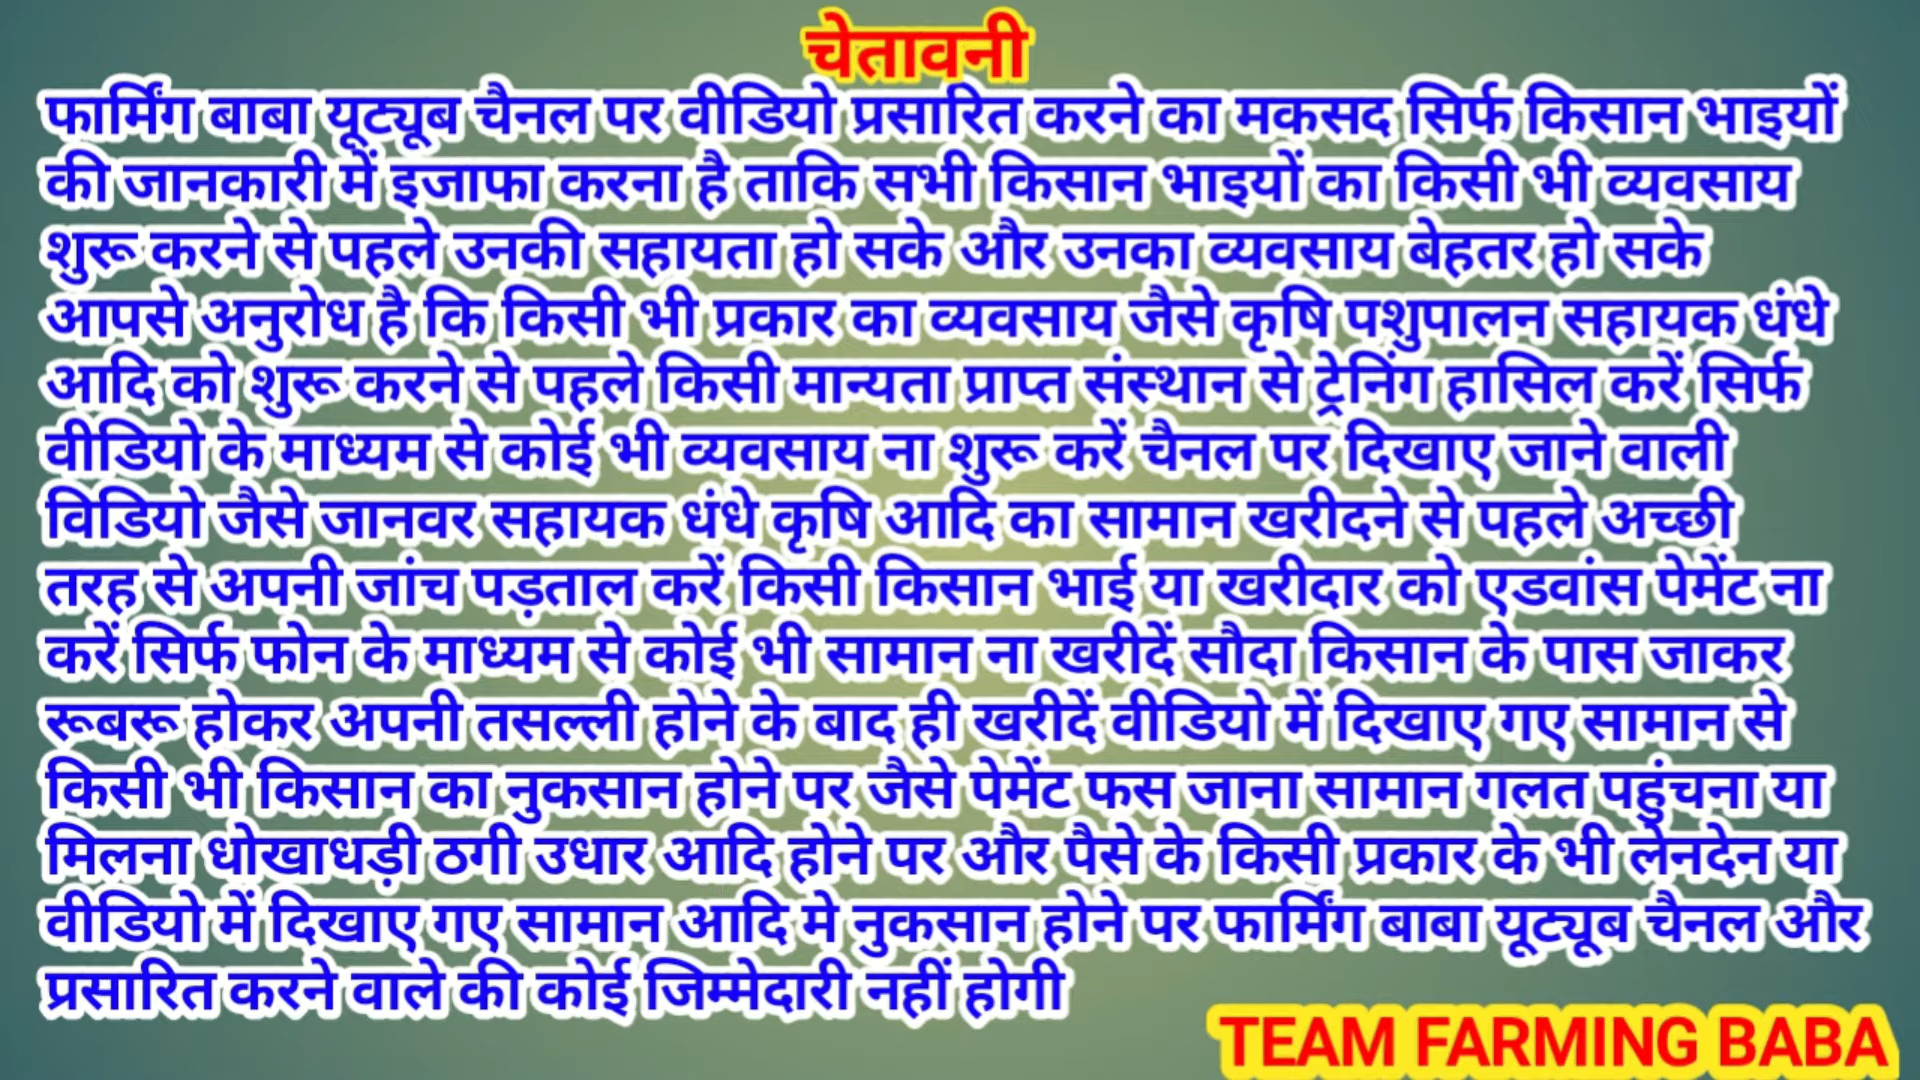 चेतावनी
फार्मिंग बाबा यूट्यूब चैनल पर वीडियो प्रसारित करने का मकसद सिर्फ किसान भाइयों
की जानकारी में इजाफा करना है ताकि सभी किसान भाइयों का किसी भी व्यवसाय
शुरू करने से पहले उनकी सहायता हो सके और उनका व्यवसाय बेहतर हो सके
आपसे अनुरोध है कि किसी भी प्रकार का व्यवसाय जैसे कृषि पशुपालन सहायक धंधे
आदि को शुरू करने से पहले किसी मान्यता प्राप्त संस्थान से ट्रेनिंग हासिल करें सिर्फ
वीडियो के माध्यम से कोई भी व्यवसाय ना शुरू करें चैनल पर दिखाए जाने वाली
विडियो जैसे जानवर सहायक धंधे कृषि आदि का सामान खरीदने से पहले अच्छी
तरह से अपनी जांच पड़ताल करें किसी किसान भाई या खरीदार को एडवांस पेमेंट ना
करें सिर्फ फोन के माध्यम से कोई भी सामान ना खरीदें सौदा किसान के पास जाकर
रूबरू होकर अपनी तसल्ली होने के बाद ही खरीदें वीडियो में दिखाए गए सामान से
किसी भी किसान का नुकसान होने पर जैसे पेमेंट फस जाना सामान गलत पहुंचना या
मिलना धोखाधड़ी ठगी उधार आदि होने पर और पैसे के किसी प्रकार के भी लेनदेन या
वीडियो में दिखाए गए सामान आदि मे नुकसान होने पर फार्मिंग बाबा यूट्यूब चैनल और
प्रसारित करने वाले की कोई जिम्मेदारी नहीं होगी
TEAM FARMING BABA